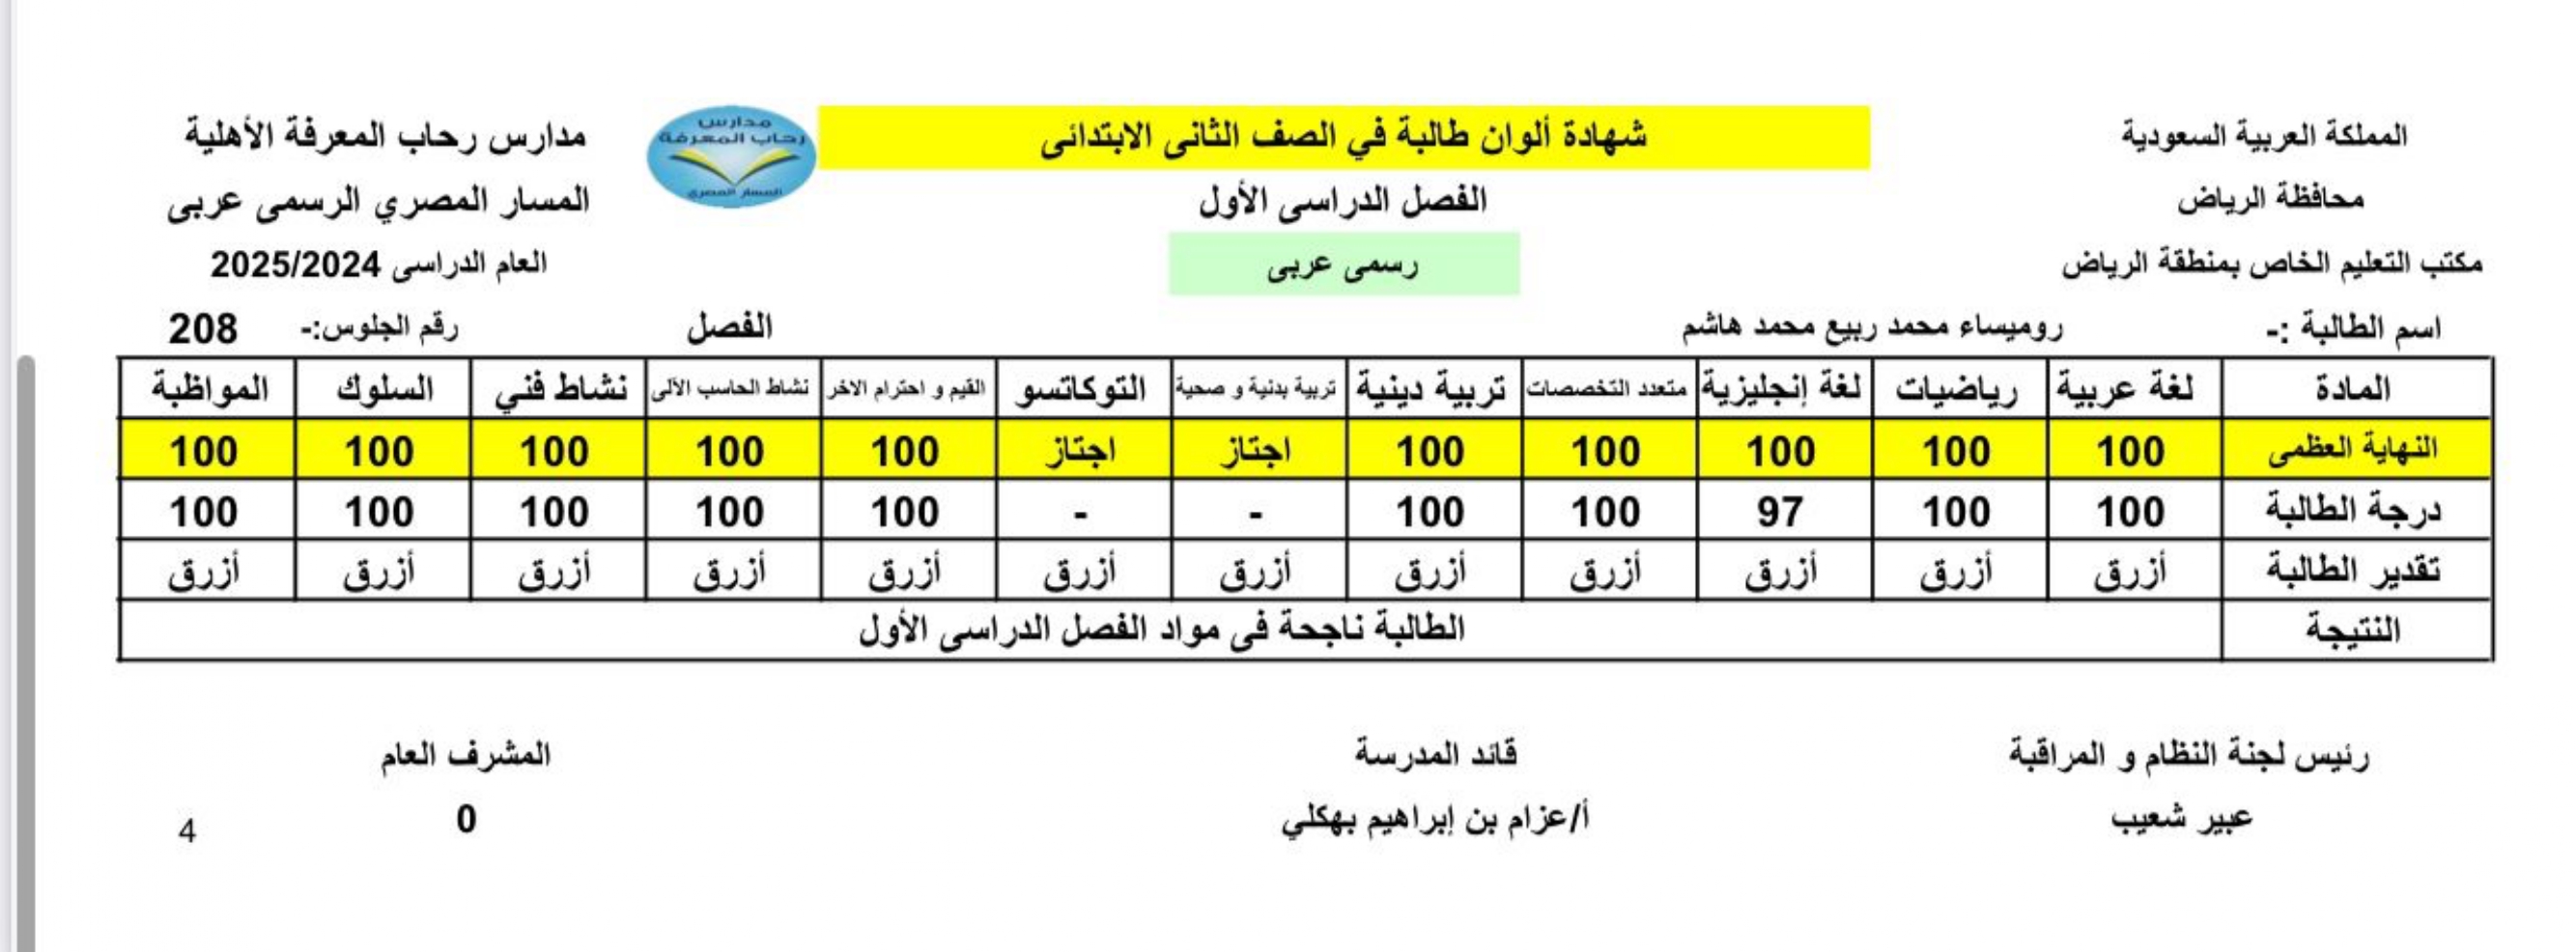 المملكة العربية السعودية
شهادة ألوان طالبة في الصف الثانى الابتدائى
مدارس رحاب المعرفة
المسار المصري
مدارس رحاب المعرفة الأهلية
محافظة الرياض
الفصل الدراسى الأول
المسار المصري الرسمى عربى
مكتب التعليم الخاص بمنطقة الرياض
رسمى عربى
العام الدراسى 2025/2024
اسم الطالبة :- روميساء محمد ربيع محمد هاشم الفصل رقم الجلوس:- 208
المادة لغة عربية رياضيات لغة إنجليزية متعدد التخصصات تربية دينية تربية بدنية و صحية التوكاتسو القيم و احترام الاخر نشاط الحاسب الآلى نشاط فني السلوك المواظبة
النهاية العظمى 100 100 100 100 100 اجتاز اجتاز 100 100 100 100 100
درجة الطالبة 100 100 97 100 100 - - 100 100 100 100 100
تقدير الطالبة أزرق أزرق أزرق أزرق أزرق أزرق أزرق أزرق أزرق أزرق أزرق أزرق
النتيجة الطالبة ناجحة فى مواد الفصل الدراسى الأول
رئيس لجنة النظام و المراقبة قائد المدرسة المشرف العام
عبير شعيب أ/عزام بن إبراهيم بهكلي 0
4